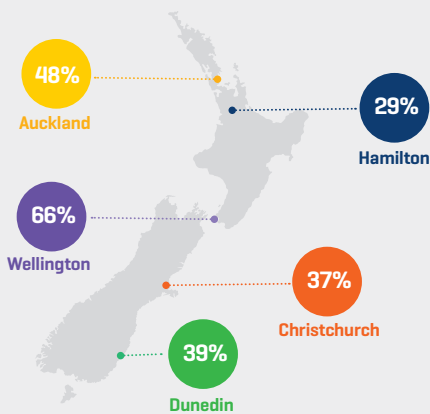 48%
Auckland
29%
Hamilton
66%
Wellington
37%
Christchurch
39%
Dunedin